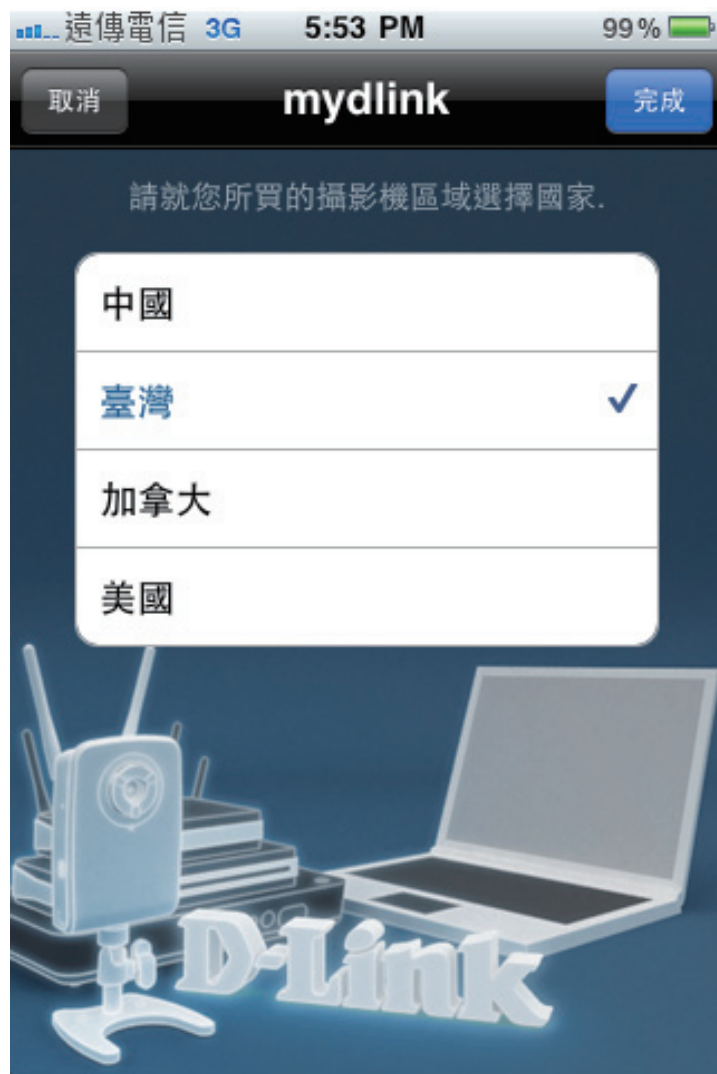 遠傳電信 3G 5:53 PM 99%
取消 mydlink 完成
請就您所買的攝影機區域選擇國家.
中國
臺灣
加拿大
美國
D-Link